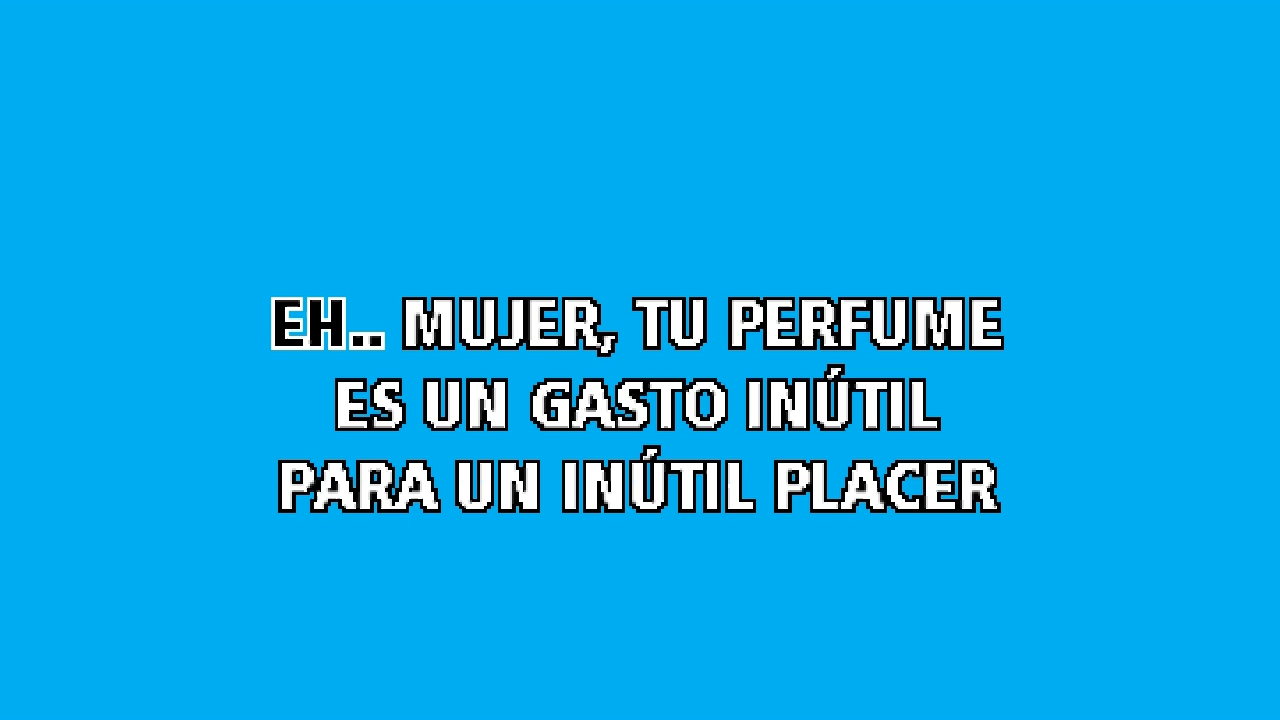 EH.. MUJER, TU PERFUME
ES UN GASTO INÚTIL
PARA UN INÚTIL PLACER